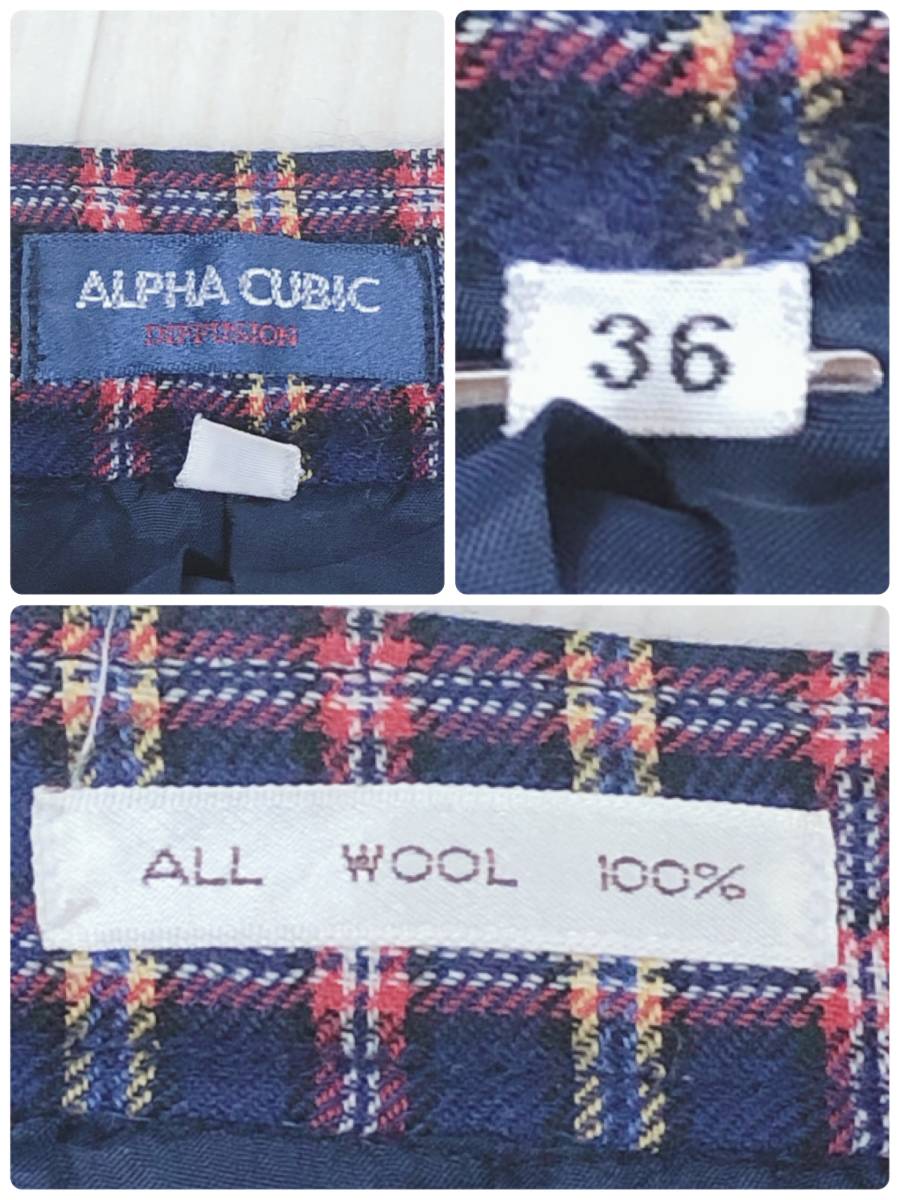 ALPHA CUBIC
DIFFUSION
36
ALL WOOL 100%